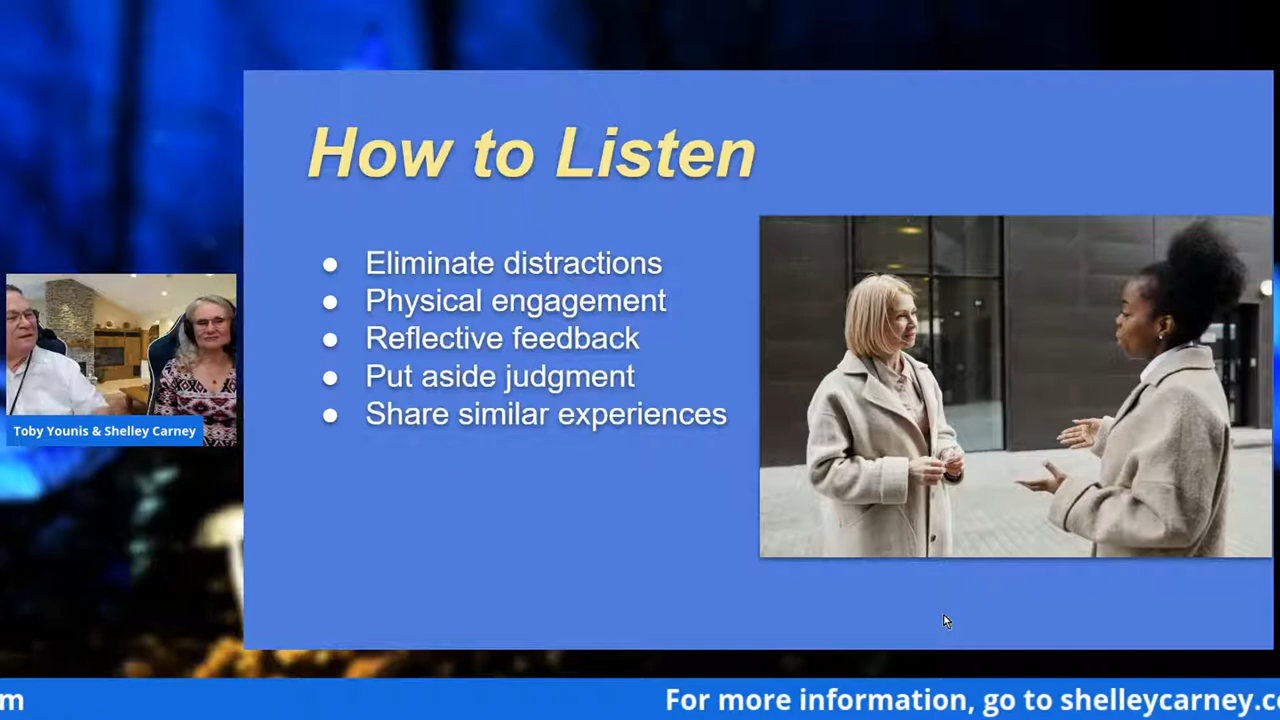 How to Listen
● Eliminate distractions
● Physical engagement
● Reflective feedback
● Put aside judgment
● Share similar experiences
Toby Younis & Shelley Carney
m For more information, go to shelleycarney.c